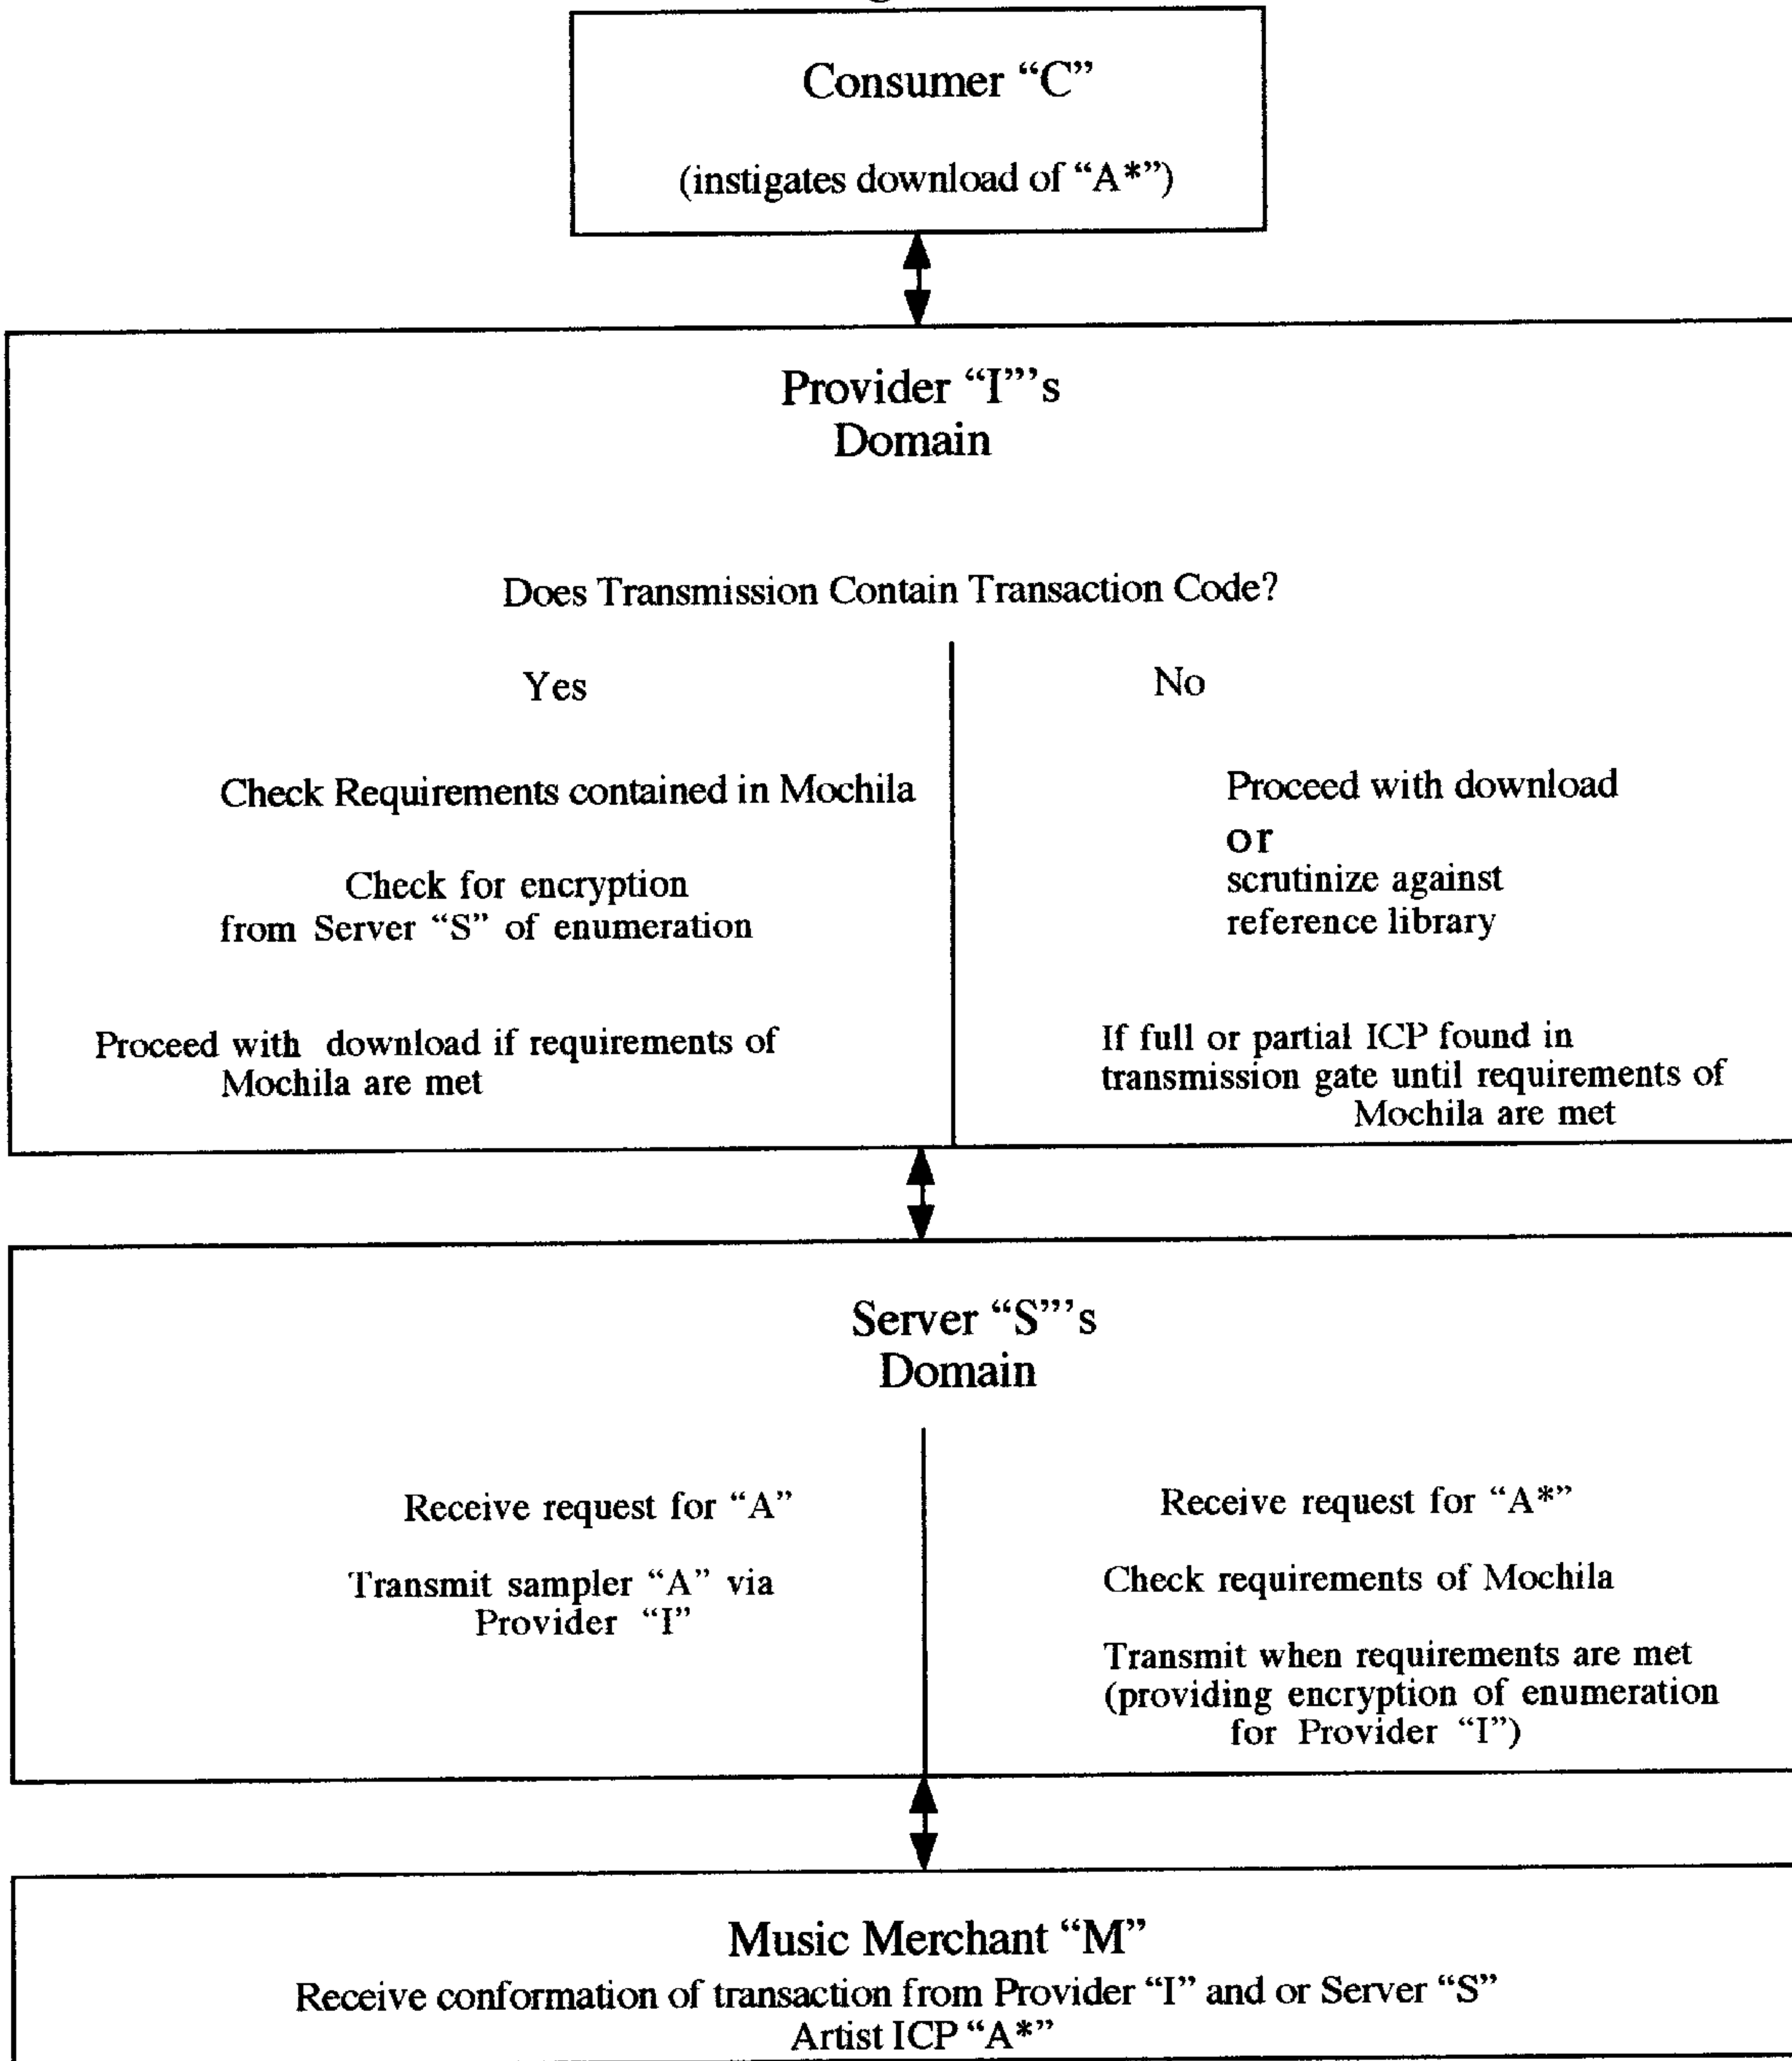 Consumer “C”
(instigates download of “A*”)
Provider “I”’s
Domain
Does Transmission Contain Transaction Code?
Yes
Check Requirements contained in Mochila
Check for encryption
from Server “S” of enumeration
Proceed with download if requirements of
Mochila are met
No
Proceed with download
or
scrutinize against
reference library
If full or partial ICP found in
transmission gate until requirements of
Mochila are met
Server “S”’s
Domain
Receive request for “A”
Transmit sampler “A” via
Provider “I”
Receive request for “A*”
Check requirements of Mochila
Transmit when requirements are met
(providing encryption of enumeration
for Provider “I”)
Music Merchant “M”
Receive conformation of transaction from Provider “I” and or Server “S”
Artist ICP “A*”